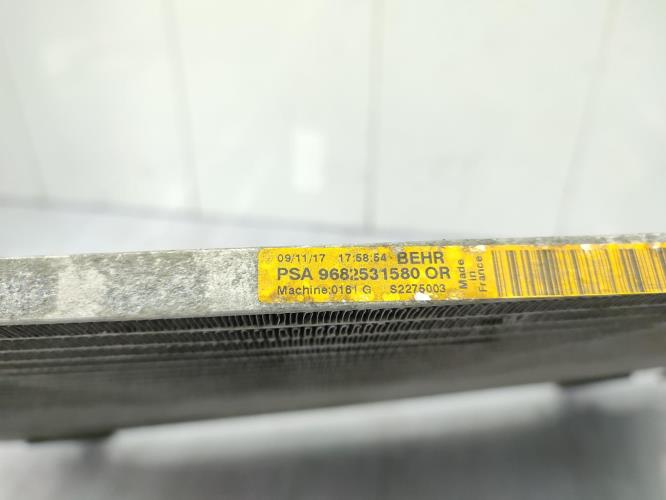 09/11/17 17:58:54 BEHR
PSA 9682531580 OR
Machine:0161 G S2275003
Made
in
France